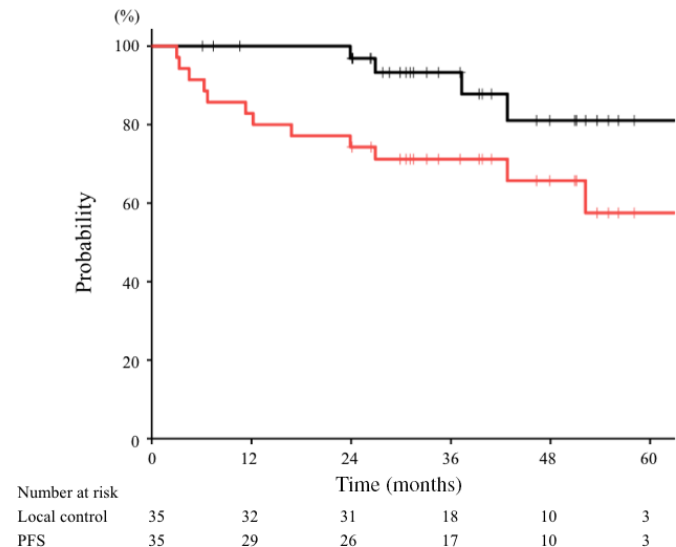 (%)
100
80
60
40
20
0
Probability
0 12 24 36 48 60
Time (months)
Number at risk
Local control 35 32 31 18 10 3
PFS 35 29 26 17 10 3